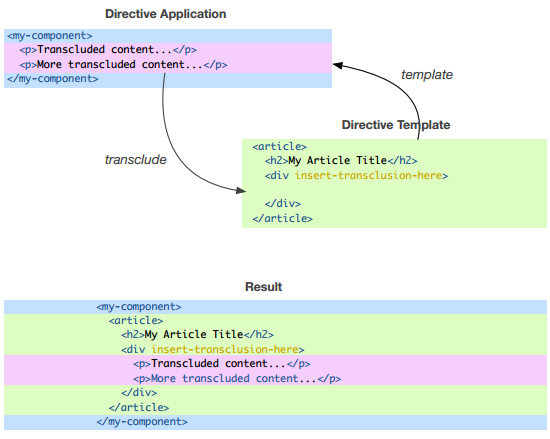 Directive Application
<my-component>
<p>Transcluded content...</p>
<p>More transcluded content...</p>
</my-component>
template
Directive Template
transclude
<article>
<h2>My Article Title</h2>
<div insert-transclusion-here>
</div>
</article>
Result
<my-component>
<article>
<h2>My Article Title</h2>
<div insert-transclusion-here>
<p>Transcluded content...</p>
<p>More transcluded content...</p>
</div>
</article>
</my-component>